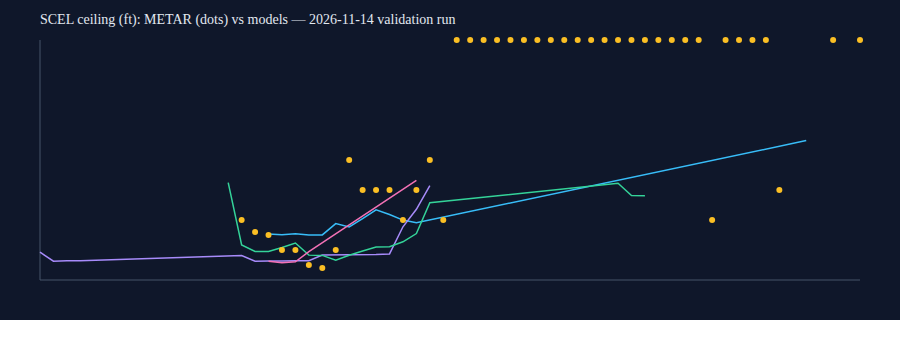 SCEL ceiling (ft): METAR (dots) vs models — 2026-11-14 validation run